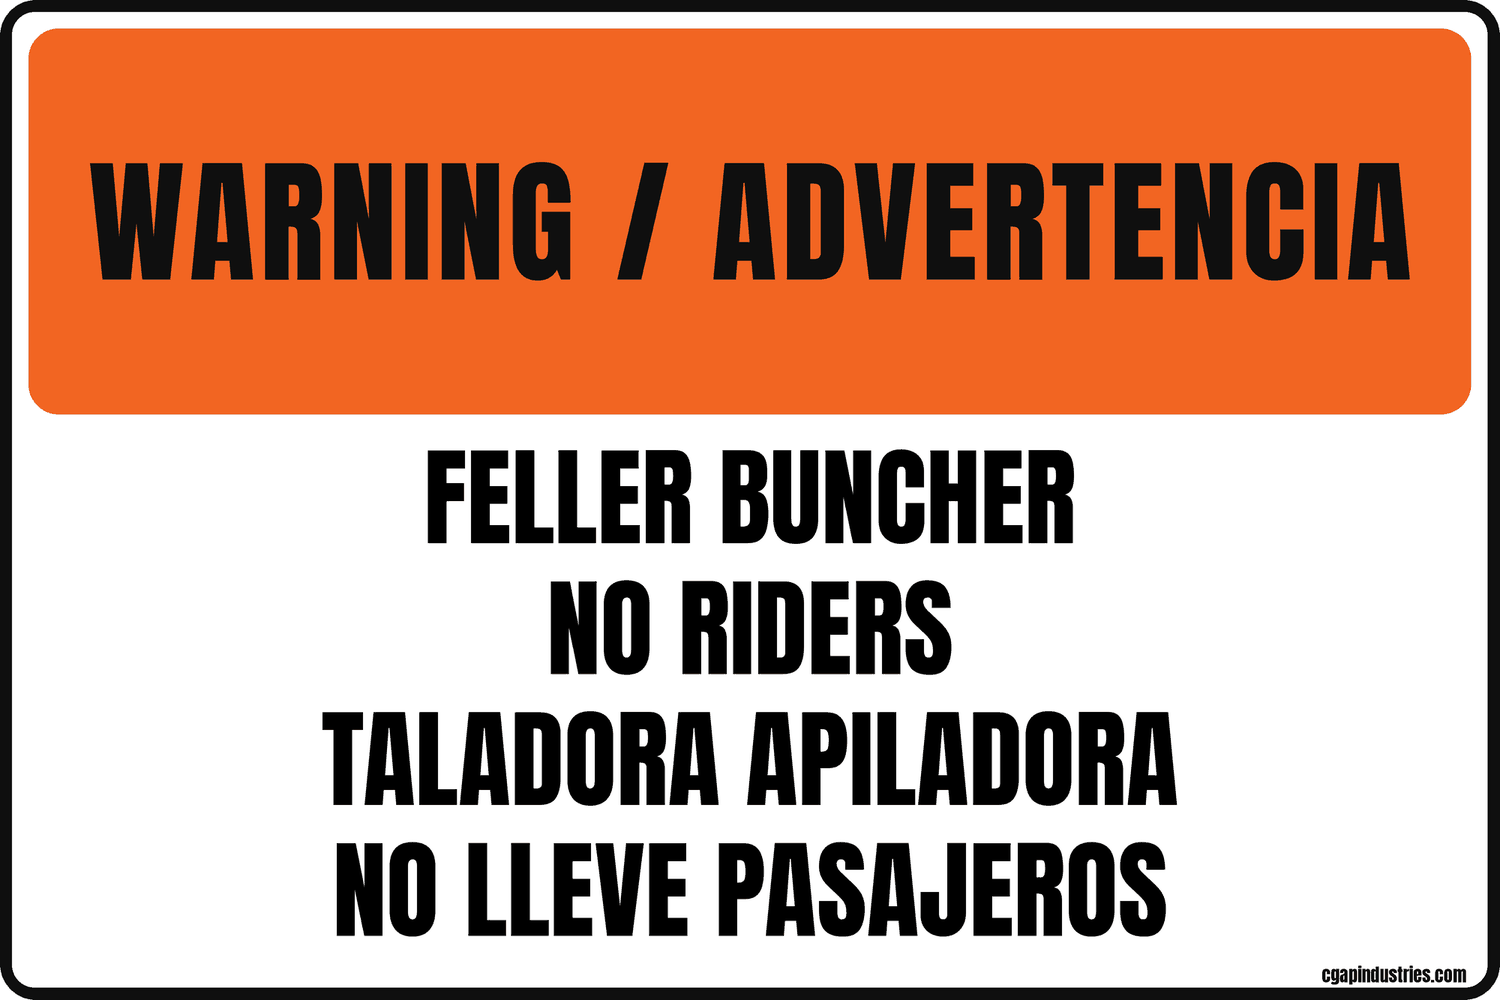 WARNING / ADVERTENCIA
FELLER BUNCHER
NO RIDERS
TALADORA APILADORA
NO LLEVE PASAJEROS
cgapindustries.com